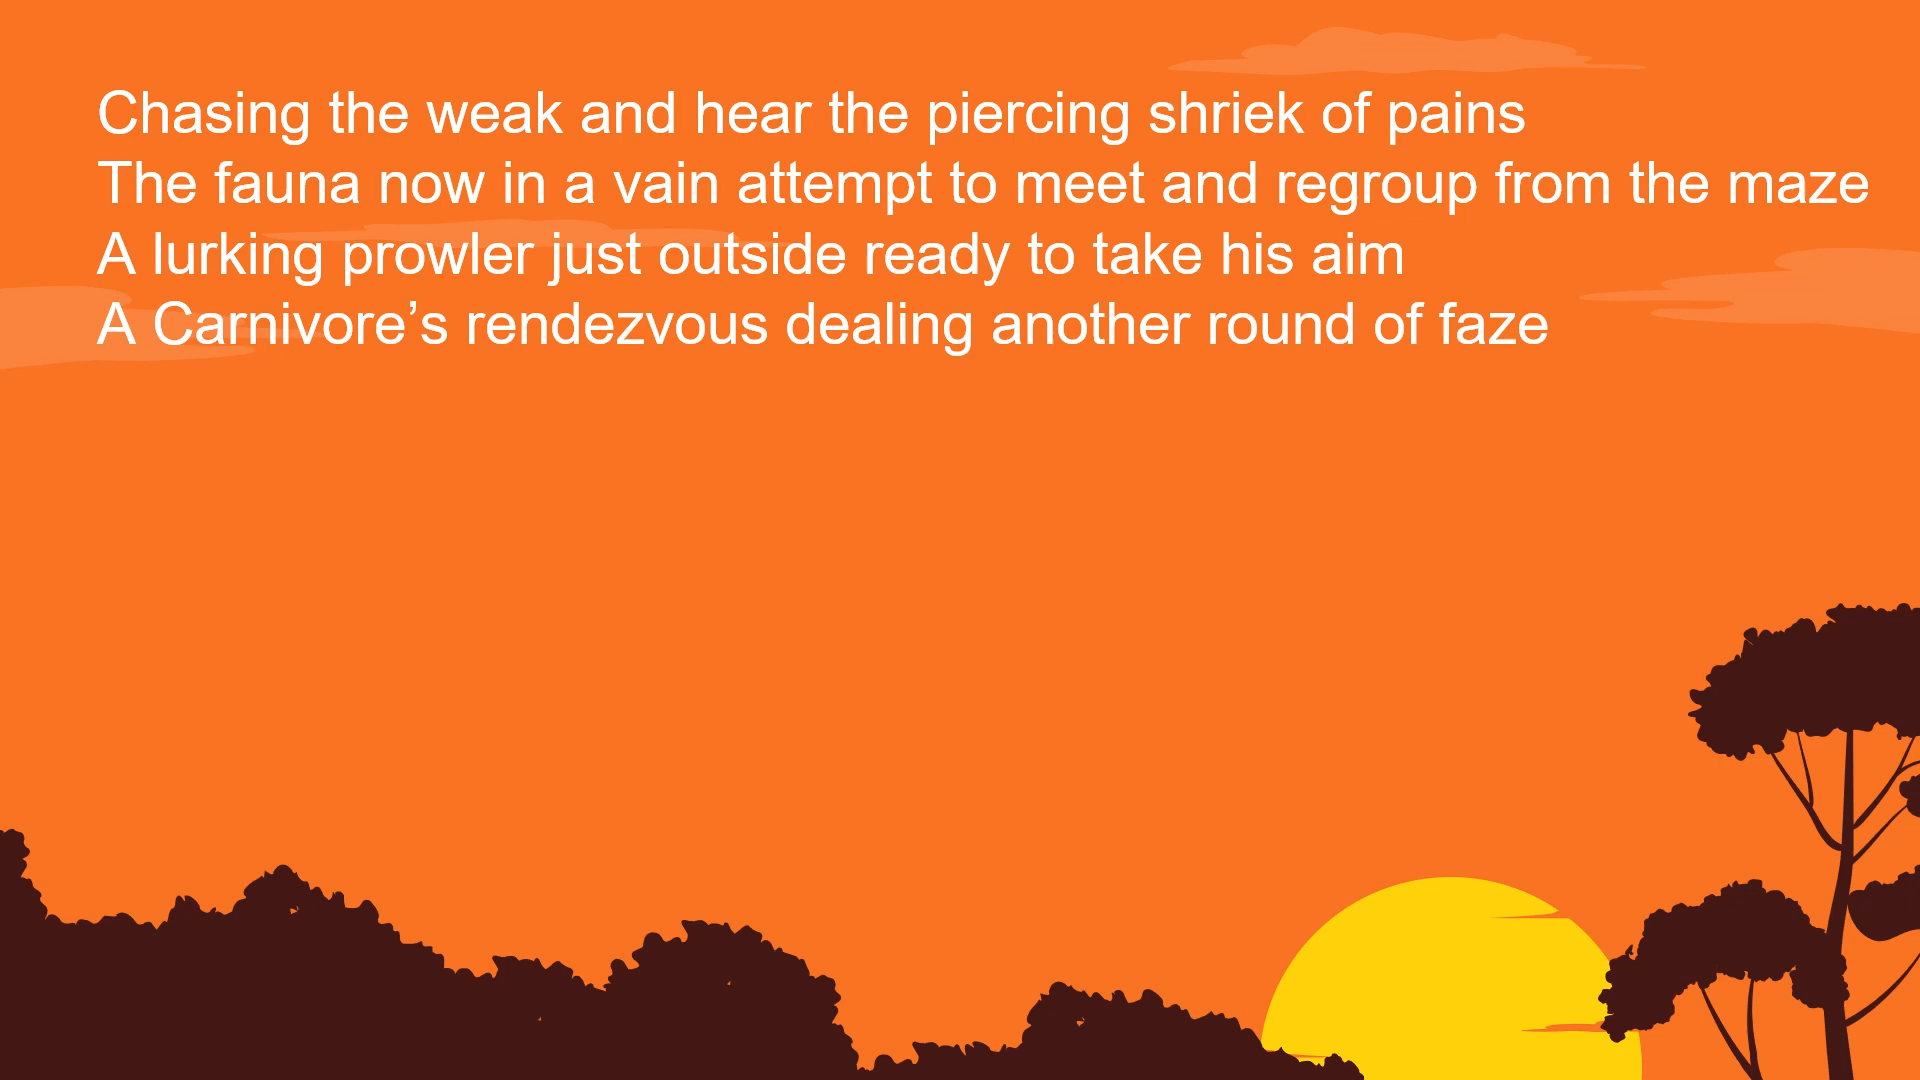 Chasing the weak and hear the piercing shriek of pains
The fauna now in a vain attempt to meet and regroup from the maze
A lurking prowler just outside ready to take his aim
A Carnivore’s rendezvous dealing another round of faze